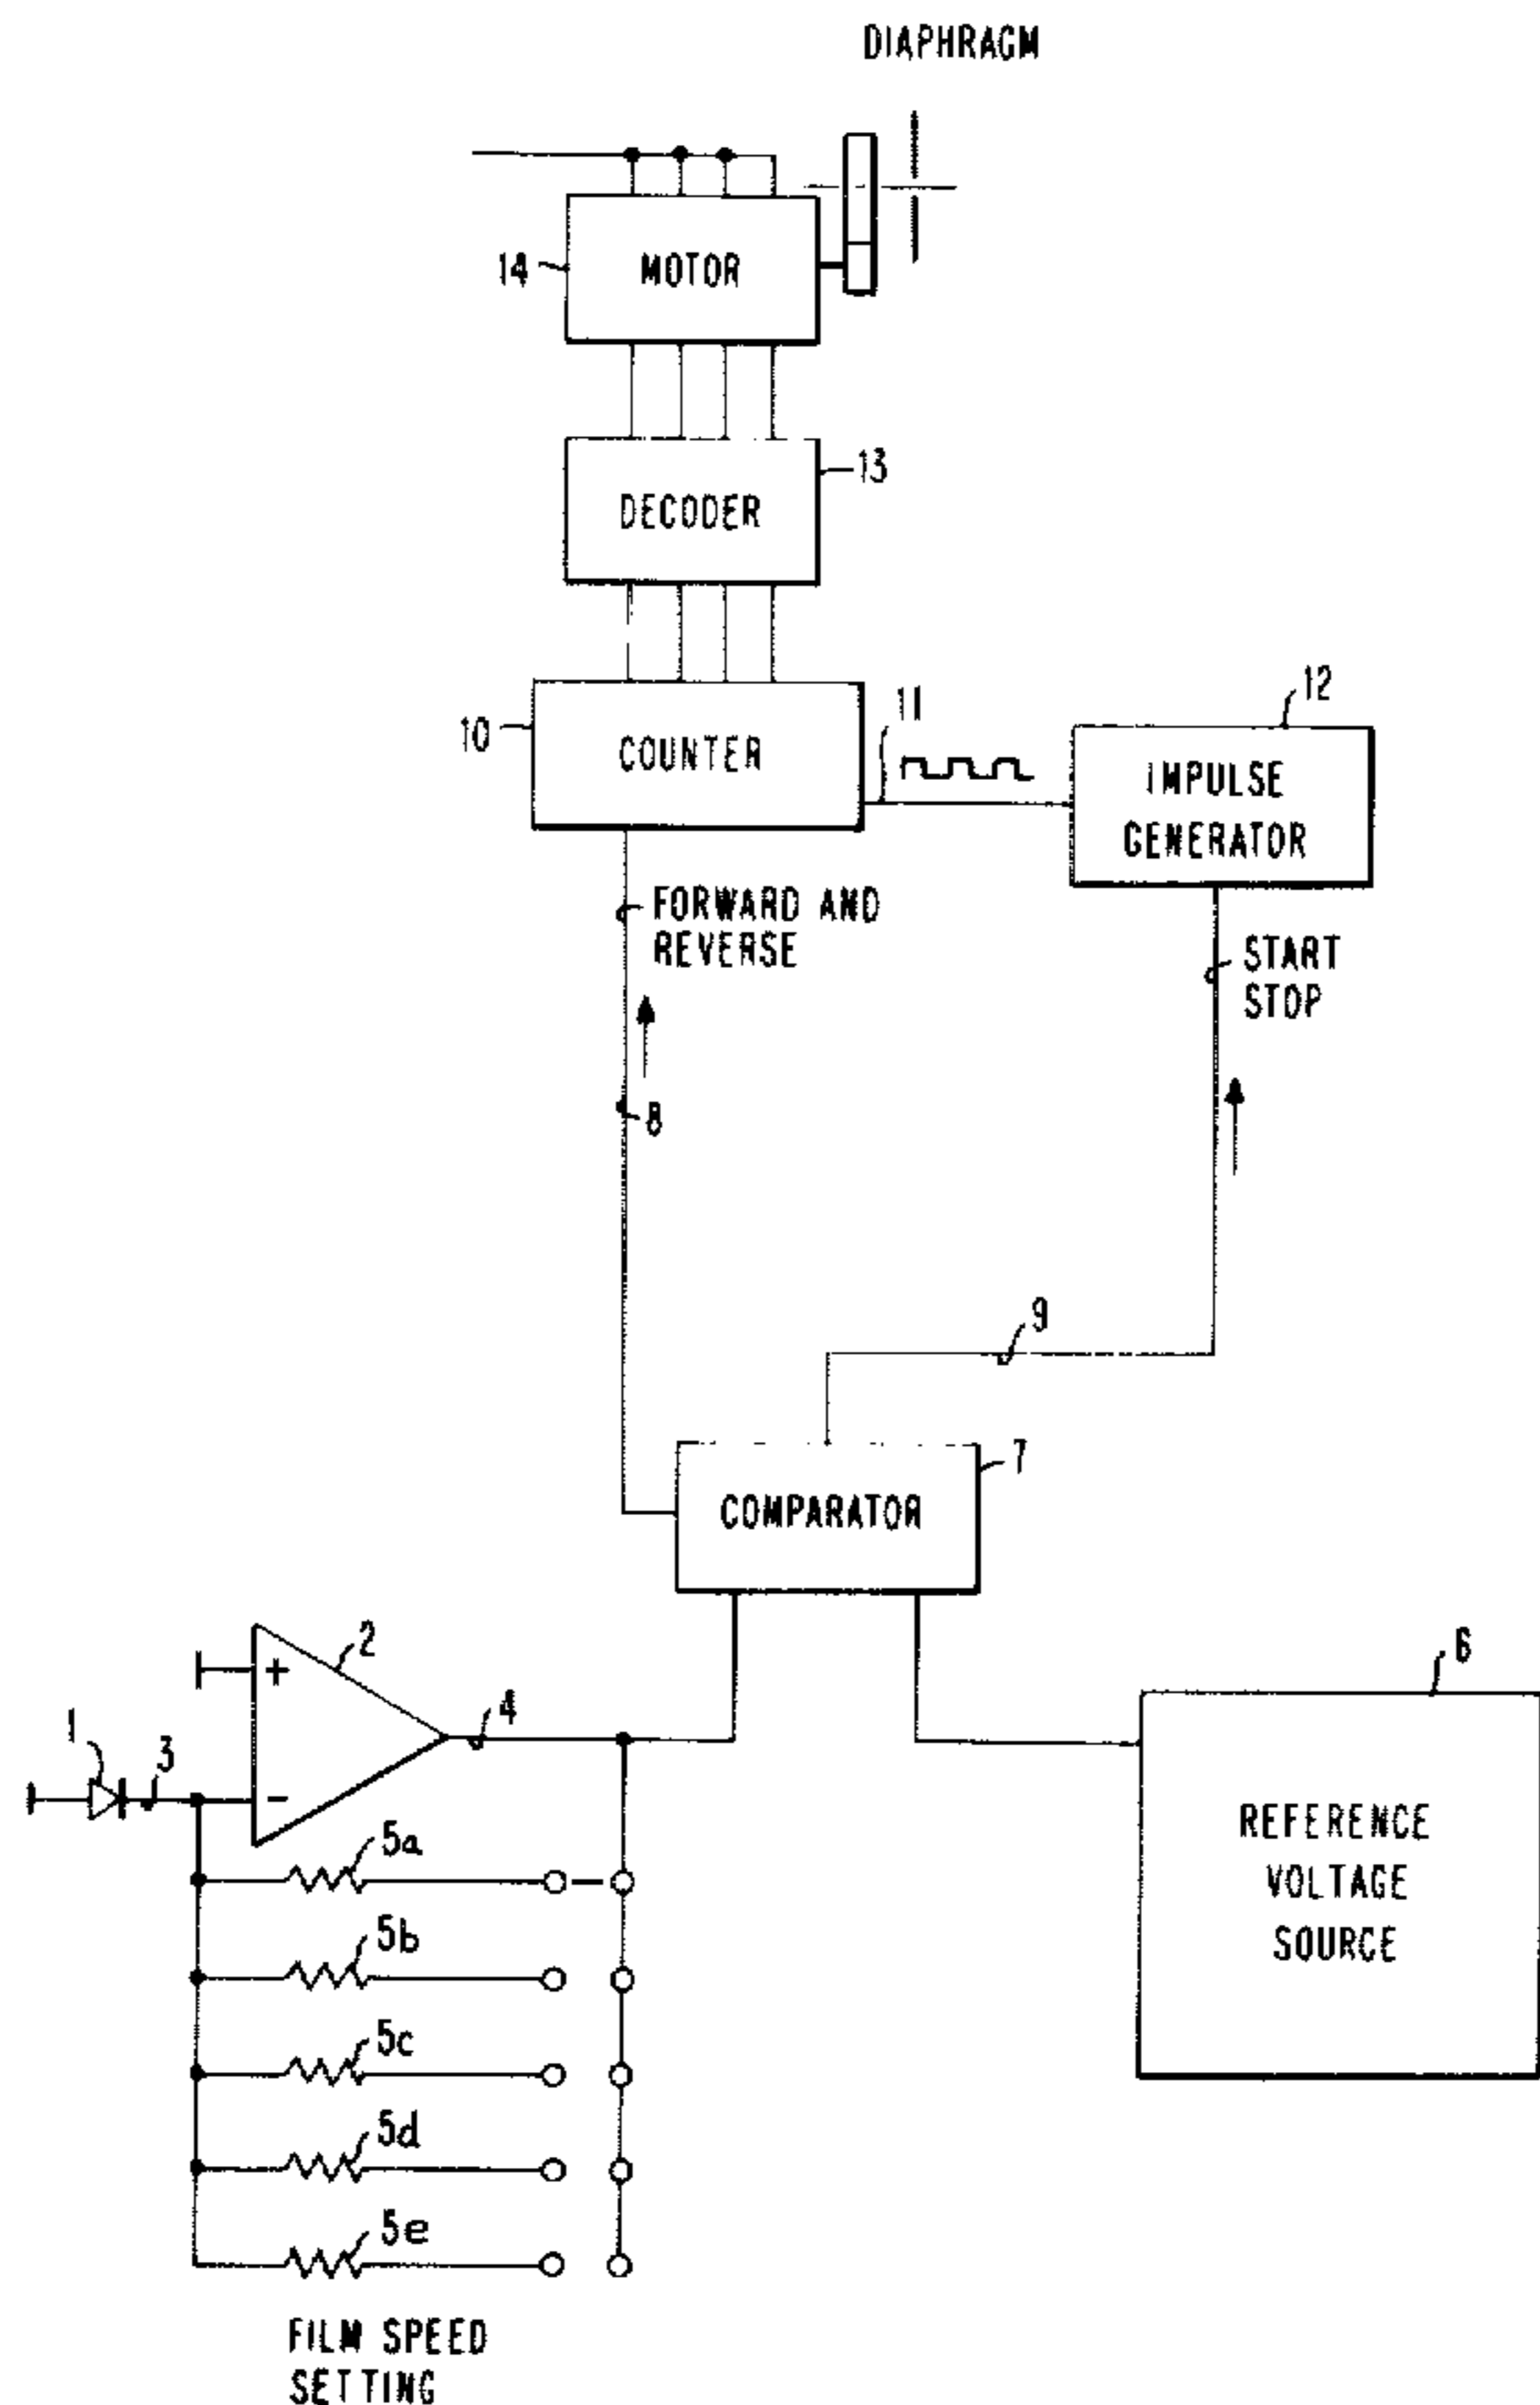 DIAPHRAGM
14
MOTOR
13
DECODER
10
COUNTER
11
12
IMPULSE
GENERATOR
FORWARD AND
REVERSE
START
STOP
8
9
7
COMPARATOR
2
+
4
6
1
3
-
REFERENCE
VOLTAGE
SOURCE
5a
5b
5c
5d
5e
FILM SPEED
SETTING